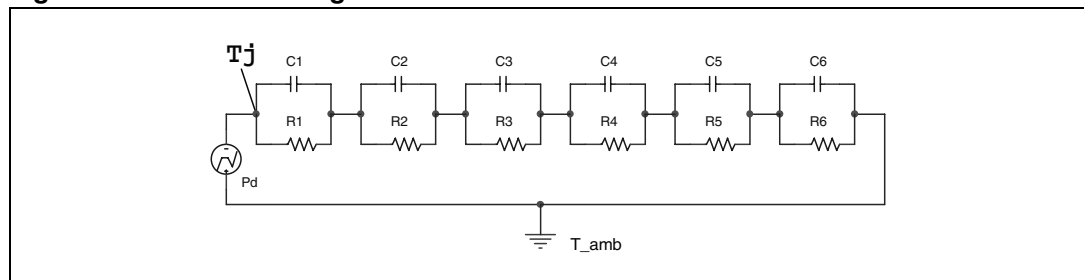 Tj
C1 C2 C3 C4 C5 C6
R1 R2 R3 R4 R5 R6
Pd
T_amb